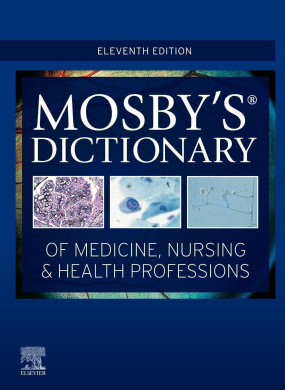 ELEVENTH EDITION
MOSBY'S®
DICTIONARY
OF MEDICINE, NURSING
& HEALTH PROFESSIONS
ELSEVIER